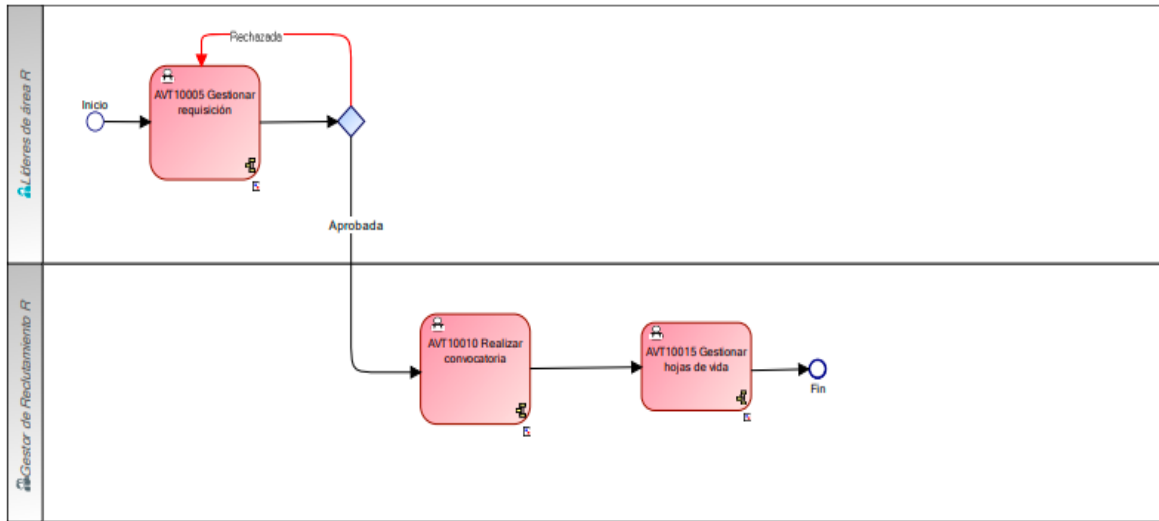 Líderes de área R
Rechazada
Inicio
AVT10005 Gestionar
requisición
Aprobada
Gestor de Reclutamiento R
AVT10010 Realizar
convocatoria
AVT10015 Gestionar
hojas de vida
Fin